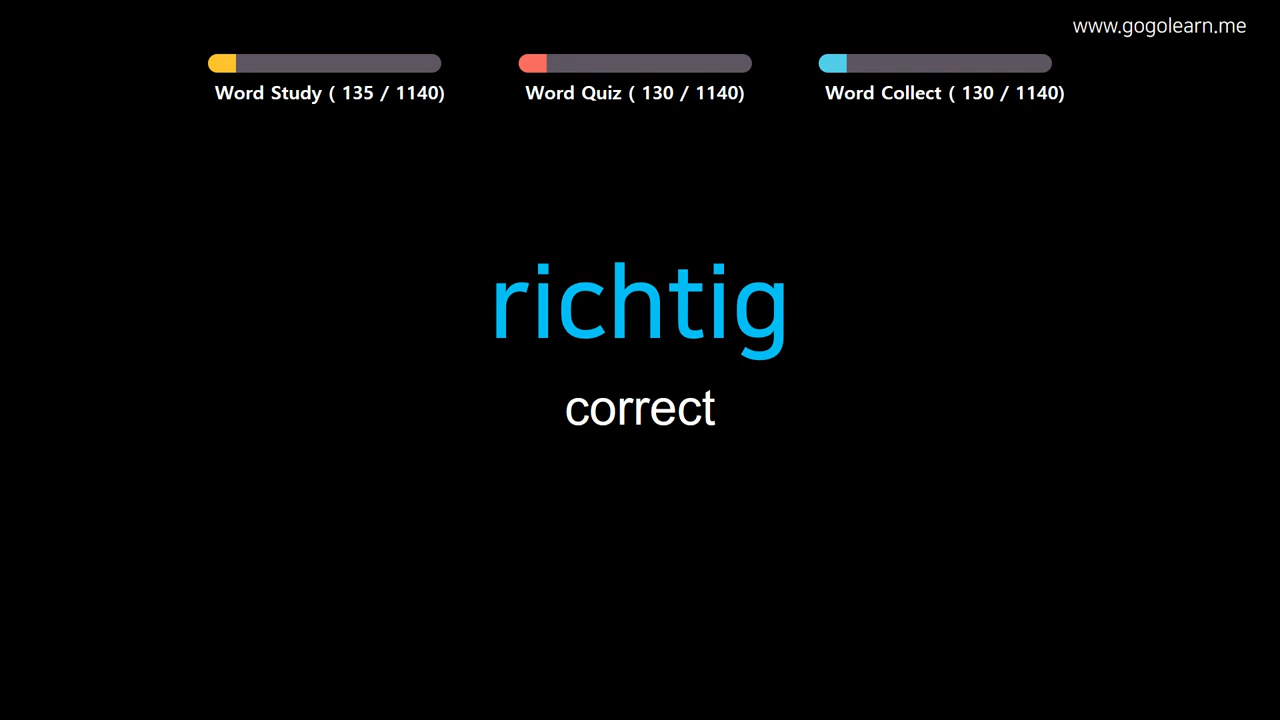 www.gogolearn.me
Word Study ( 135 / 1140)
Word Quiz ( 130 / 1140)
Word Collect ( 130 / 1140)
richtig
correct